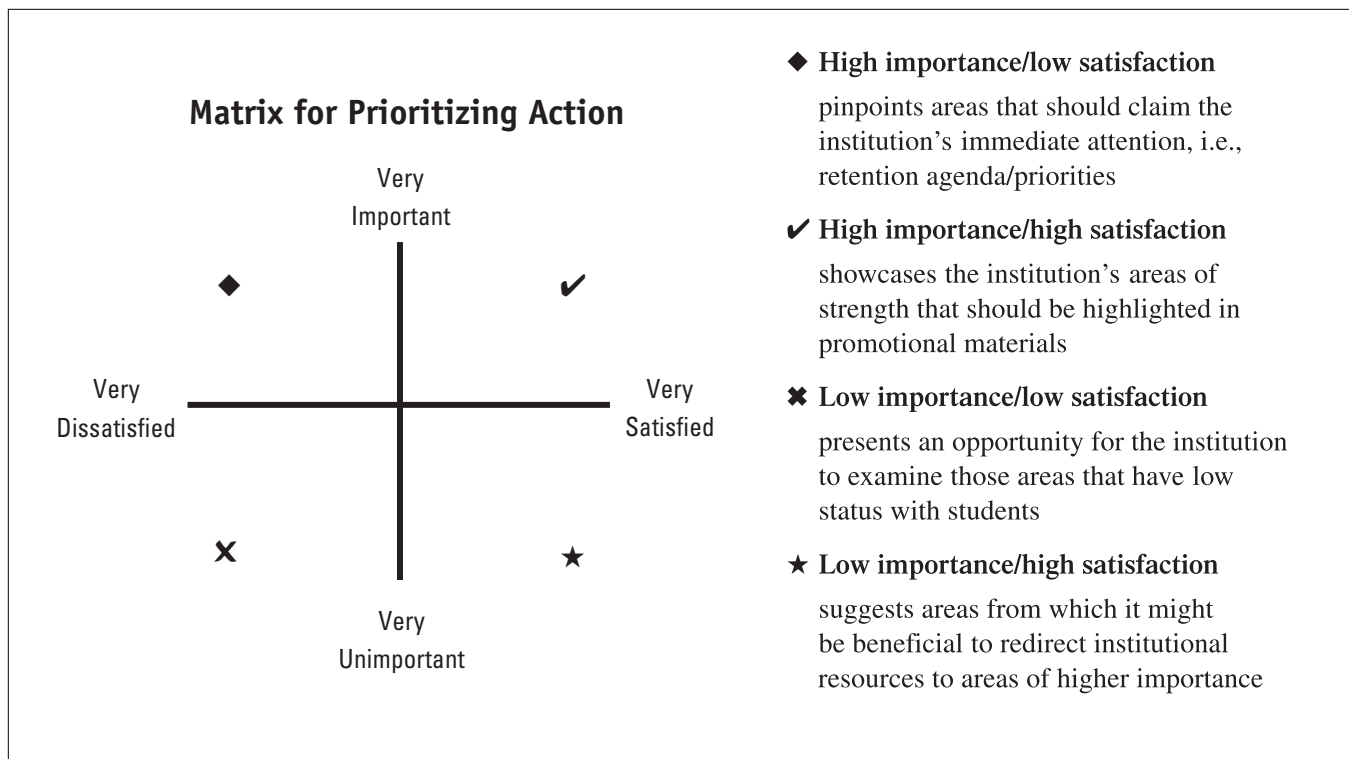 Matrix for Prioritizing Action
Very
Important
Very
Dissatisfied
Very
Satisfied
Very
Unimportant
◆ High importance/low satisfaction
pinpoints areas that should claim the
institution’s immediate attention, i.e.,
retention agenda/priorities
✔ High importance/high satisfaction
showcases the institution’s areas of
strength that should be highlighted in
promotional materials
✖ Low importance/low satisfaction
presents an opportunity for the institution
to examine those areas that have low
status with students
★ Low importance/high satisfaction
suggests areas from which it might
be beneficial to redirect institutional
resources to areas of higher importance